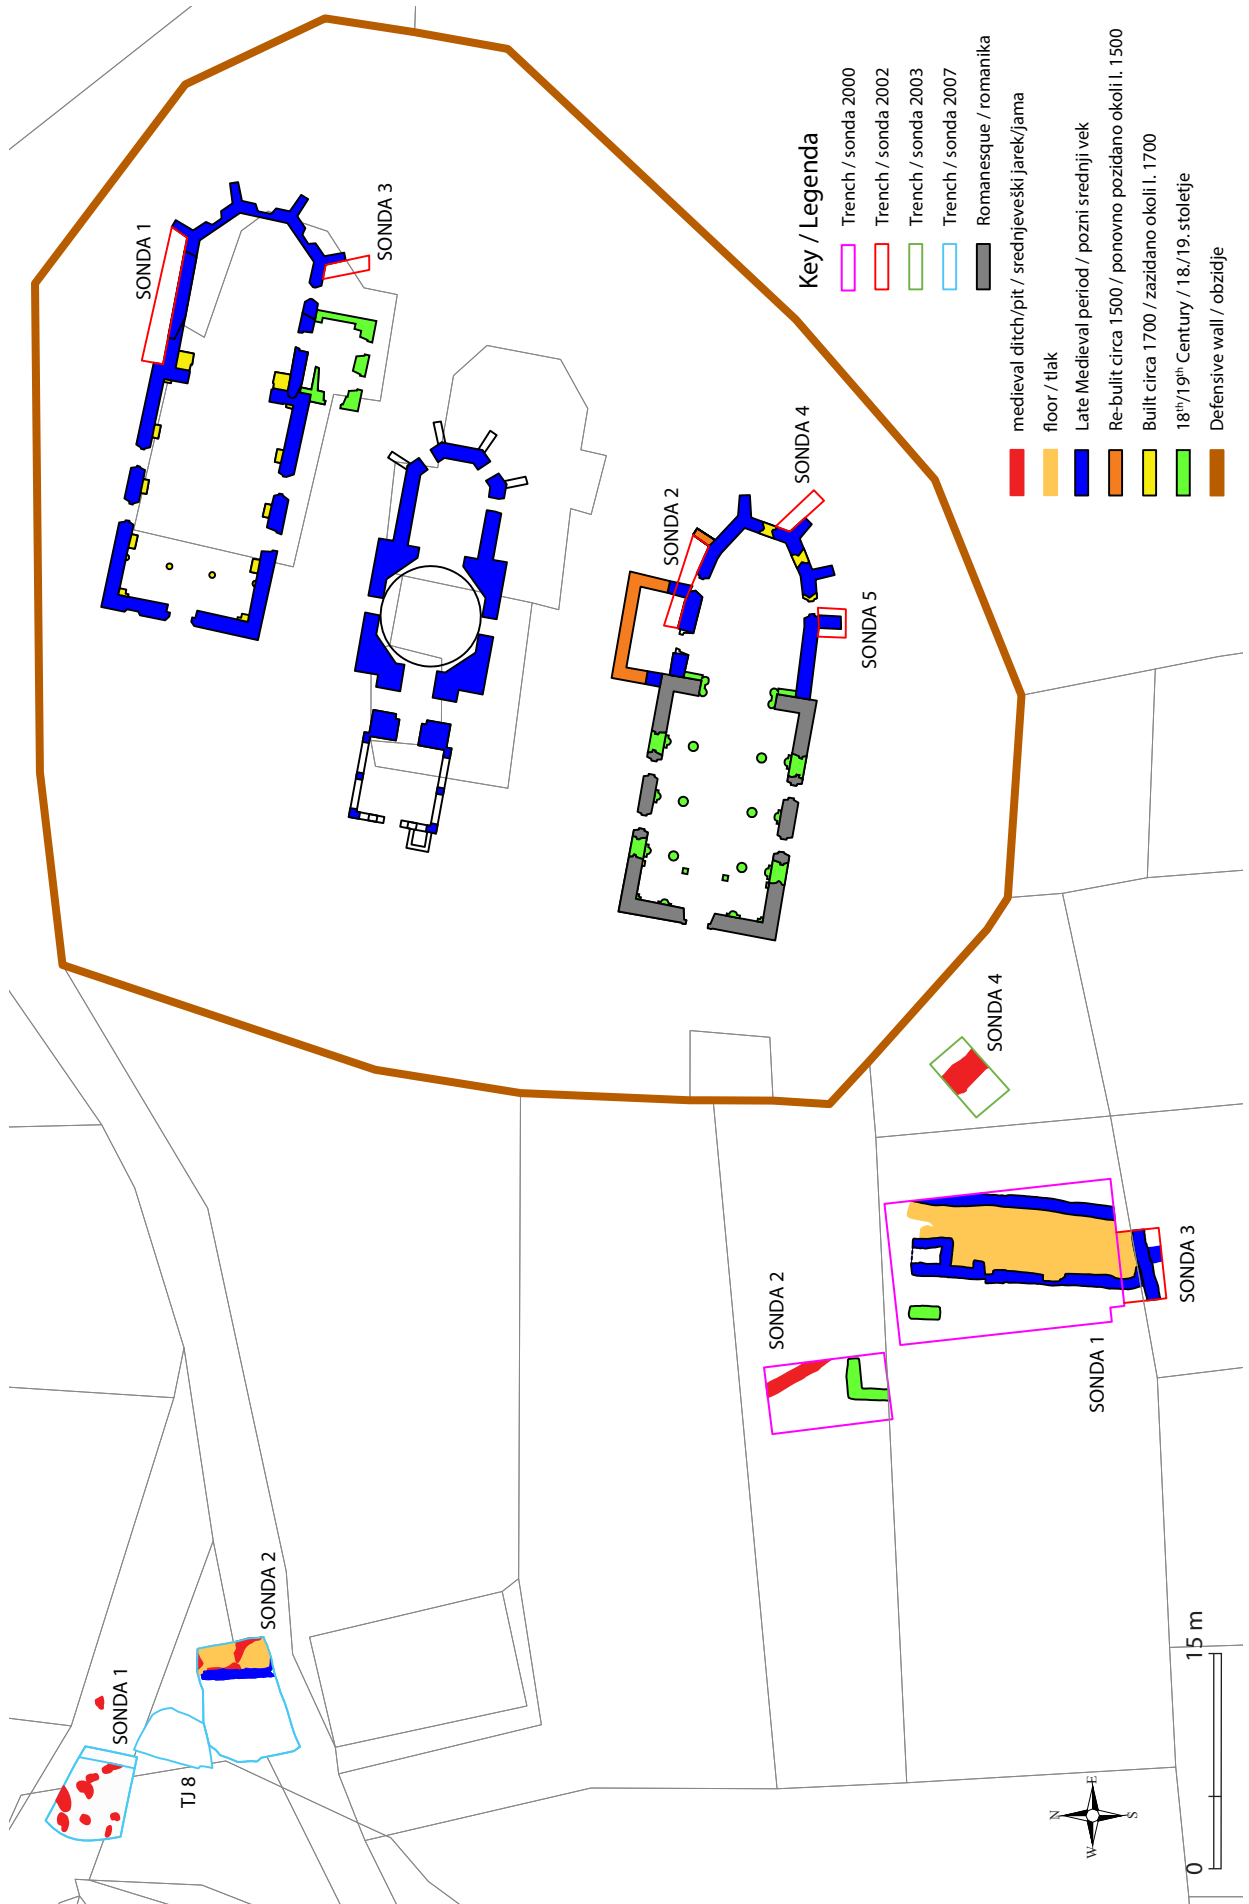 SONDA 1
SONDA 3
SONDA 2
SONDA 4
SONDA 5
Key / Legenda
Trench / sonda 2000
Trench / sonda 2002
Trench / sonda 2003
Trench / sonda 2007
Romanesque / romanika
medieval ditch/pit / srednjeveški jarek/jama
floor / tlak
Late Medieval period / pozni srednji vek
Re-bulit circa 1500 / ponovno pozidano okoli l. 1500
Built circa 1700 / zazidano okoli l. 1700
18th/19th Century / 18./19. stoletje
Defensive wall / obzidje
SONDA 4
SONDA 2
SONDA 1
SONDA 3
SONDA 1
SONDA 2
TJ 8
N
W
E
S
0
15 m